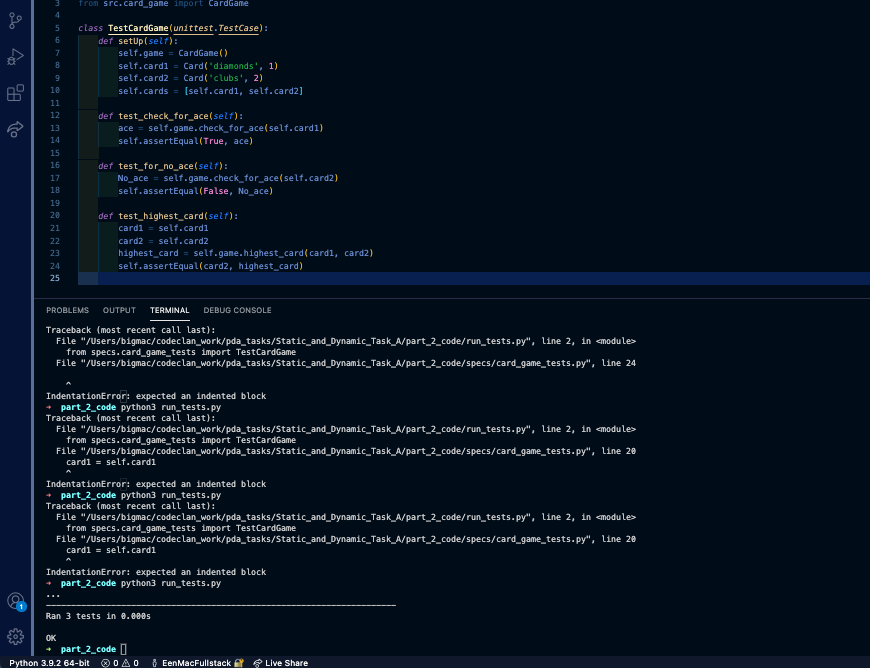 3 from src.card_game import CardGame
4
5 class TestCardGame(unittest.TestCase):
6 def setUp(self):
7 self.game = CardGame()
8 self.card1 = Card('diamonds', 1)
9 self.card2 = Card('clubs', 2)
10 self.cards = [self.card1, self.card2]
11
12 def test_check_for_ace(self):
13 ace = self.game.check_for_ace(self.card1)
14 self.assertEqual(True, ace)
15
16 def test_for_no_ace(self):
17 No_ace = self.game.check_for_ace(self.card2)
18 self.assertEqual(False, No_ace)
19
20 def test_highest_card(self):
21 card1 = self.card1
22 card2 = self.card2
23 highest_card = self.game.highest_card(card1, card2)
24 self.assertEqual(card2, highest_card)
25
PROBLEMS OUTPUT TERMINAL DEBUG CONSOLE
Traceback (most recent call last):
File "/Users/bigmac/codeclan_work/pda_tasks/Static_and_Dynamic_Task_A/part_2_code/run_tests.py", line 2, in <module>
from specs.card_game_tests import TestCardGame
File "/Users/bigmac/codeclan_work/pda_tasks/Static_and_Dynamic_Task_A/part_2_code/specs/card_game_tests.py", line 24
^
IndentationError: expected an indented block
➜ part_2_code python3 run_tests.py
Traceback (most recent call last):
File "/Users/bigmac/codeclan_work/pda_tasks/Static_and_Dynamic_Task_A/part_2_code/run_tests.py", line 2, in <module>
from specs.card_game_tests import TestCardGame
File "/Users/bigmac/codeclan_work/pda_tasks/Static_and_Dynamic_Task_A/part_2_code/specs/card_game_tests.py", line 20
card1 = self.card1
^
IndentationError: expected an indented block
➜ part_2_code python3 run_tests.py
Traceback (most recent call last):
File "/Users/bigmac/codeclan_work/pda_tasks/Static_and_Dynamic_Task_A/part_2_code/run_tests.py", line 2, in <module>
from specs.card_game_tests import TestCardGame
File "/Users/bigmac/codeclan_work/pda_tasks/Static_and_Dynamic_Task_A/part_2_code/specs/card_game_tests.py", line 20
card1 = self.card1
^
IndentationError: expected an indented block
➜ part_2_code python3 run_tests.py
...
----------------------------------------------------------------------
Ran 3 tests in 0.000s
OK
➜ part_2_code
1
Python 3.9.2 64-bit 0 0 EenMacFullstack 🔐 Live Share